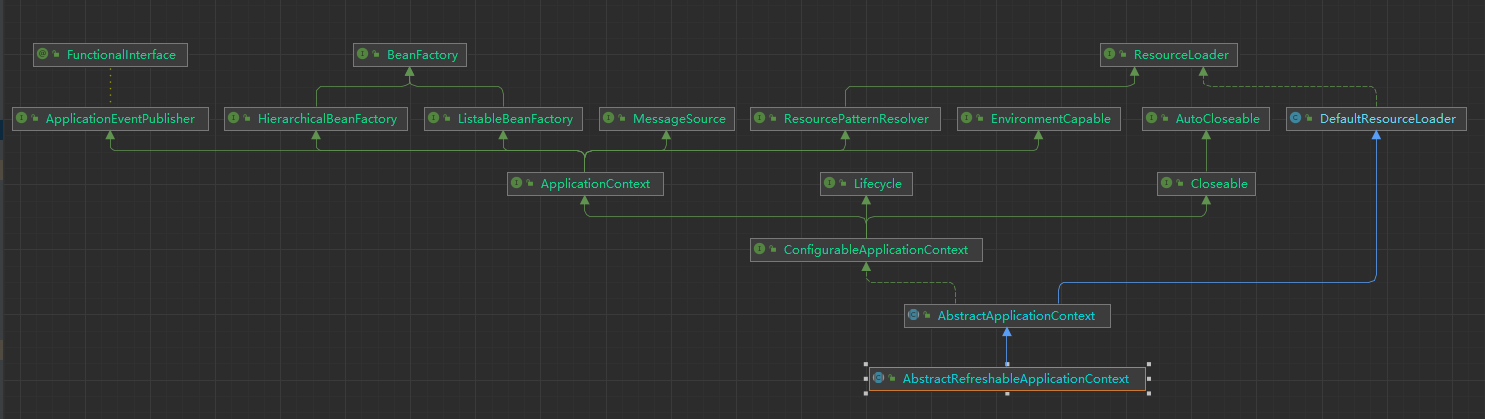 FunctionalInterface
BeanFactory
ResourceLoader
ApplicationEventPublisher
HierarchicalBeanFactory
ListableBeanFactory
MessageSource
ResourcePatternResolver
EnvironmentCapable
AutoCloseable
DefaultResourceLoader
ApplicationContext
Lifecycle
Closeable
ConfigurableApplicationContext
AbstractApplicationContext
AbstractRefreshableApplicationContext